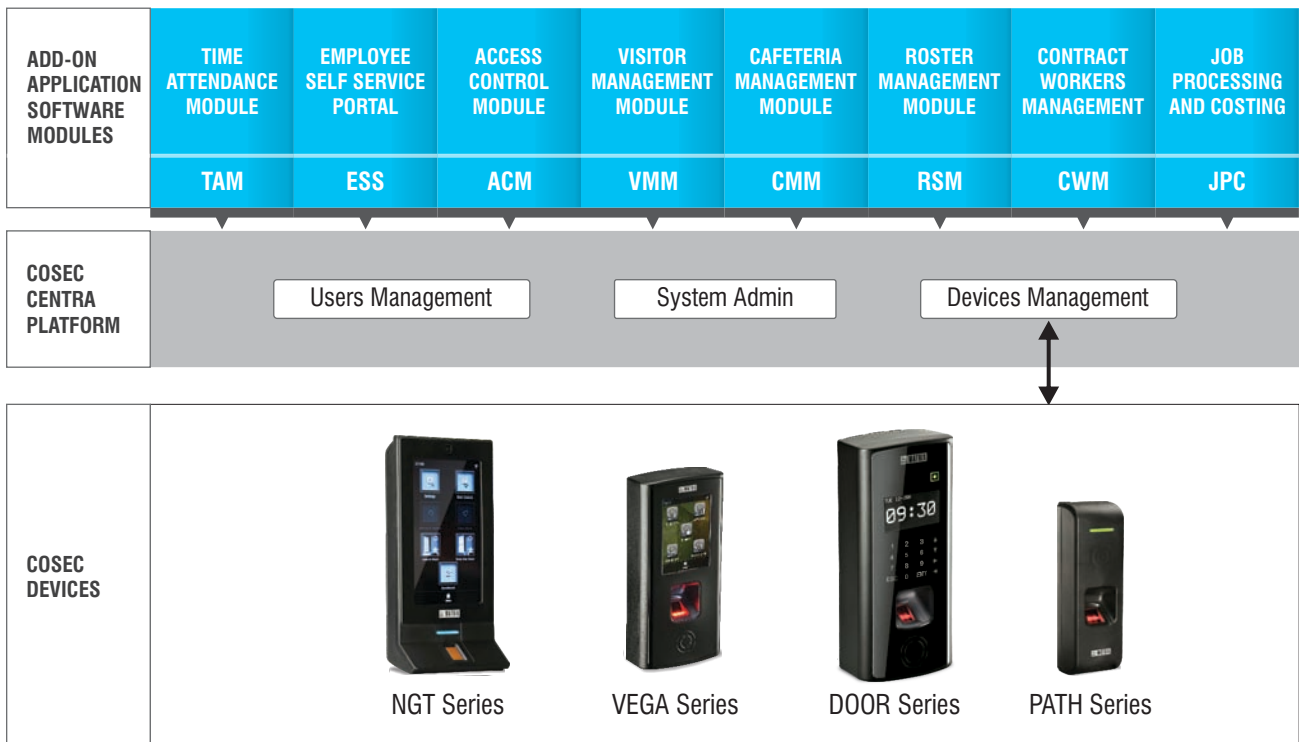 ADD-ON
APPLICATION
SOFTWARE
MODULES
TIME
ATTENDANCE
MODULE
EMPLOYEE
SELF SERVICE
PORTAL
ACCESS
CONTROL
MODULE
VISITOR
MANAGEMENT
MODULE
CAFETERIA
MANAGEMENT
MODULE
ROSTER
MANAGEMENT
MODULE
CONTRACT
WORKERS
MANAGEMENT
JOB
PROCESSING
AND COSTING
TAM
ESS
ACM
VMM
CMM
RSM
CWM
JPC
COSEC
CENTRA
PLATFORM
Users Management
System Admin
Devices Management
COSEC
DEVICES
09:30
NGT Series
VEGA Series
DOOR Series
PATH Series